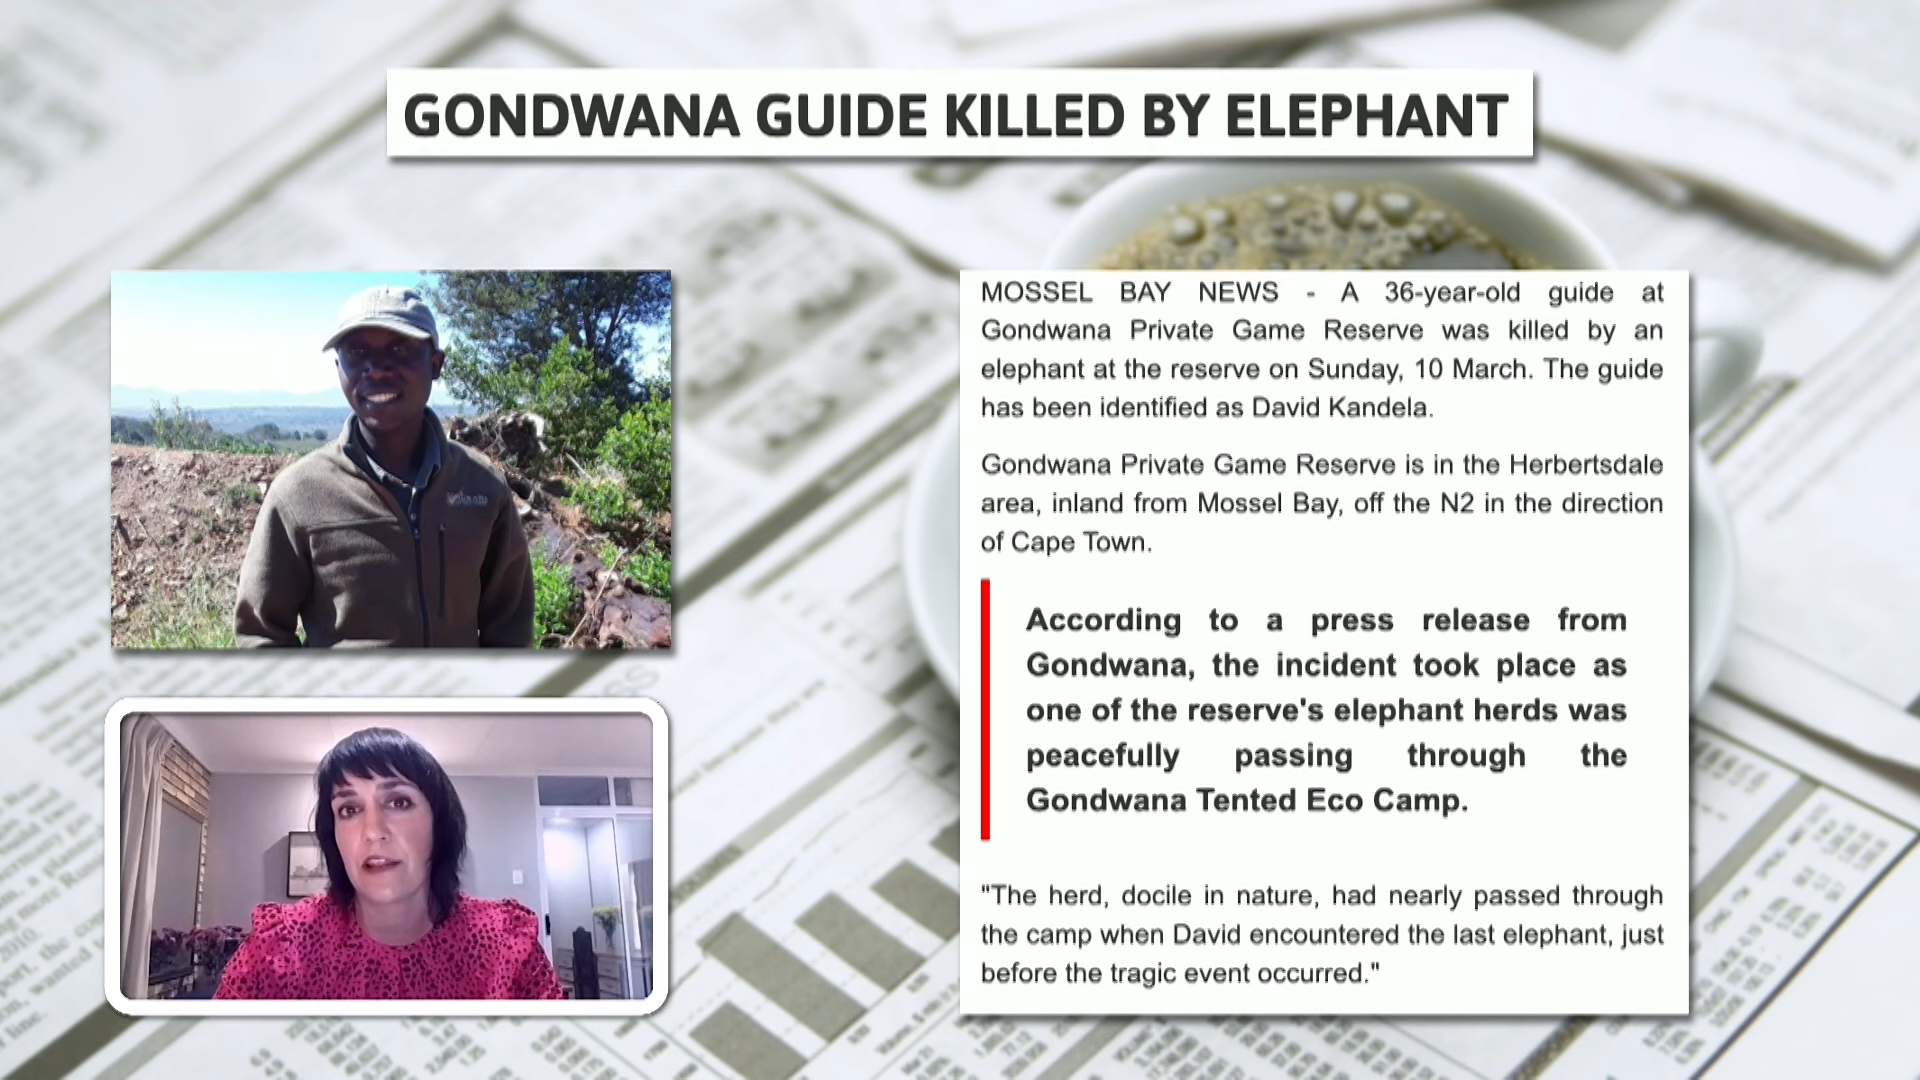 GONDWANA GUIDE KILLED BY ELEPHANT
MOSSEL BAY NEWS - A 36-year-old guide at
Gondwana Private Game Reserve was killed by an
elephant at the reserve on Sunday, 10 March. The guide
has been identified as David Kandela.
Gondwana Private Game Reserve is in the Herbertsdale
area, inland from Mossel Bay, off the N2 in the direction
of Cape Town.
According to a press release from
Gondwana, the incident took place as
one of the reserve's elephant herds was
peacefully passing through the
Gondwana Tented Eco Camp.
"The herd, docile in nature, had nearly passed through
the camp when David encountered the last elephant, just
before the tragic event occurred."